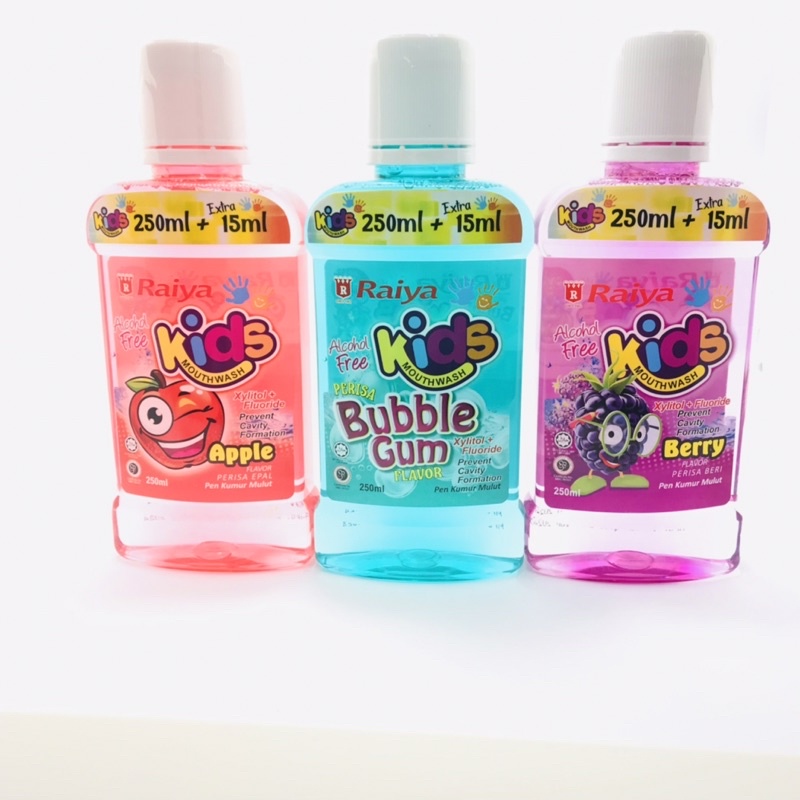 Kids 250ml + Extra 15ml
R Raiya
Alcohol
Free
Kids
MOUTHWASH
Xylitol +
Fluoride
Prevent
Cavity
Formation
Apple
FLAVOR
PERISA EPAL
250ml
Pen Kumur Mulut
Kids 250ml + Extra 15ml
R Raiya
Alcohol
Free
Kids
MOUTHWASH
PERISA
Bubble
Gum
FLAVOR
Xylitol +
Fluoride
Prevent
Cavity
Formation
250ml
Pen Kumur Mulut
Kids 250ml + Extra 15ml
R Raiya
Alcohol
Free
Kids
MOUTHWASH
Xylitol + Fluoride
Prevent
Cavity
Formation
Berry
FLAVOR
PERISA BERI
250ml
Pen Kumur Mulut